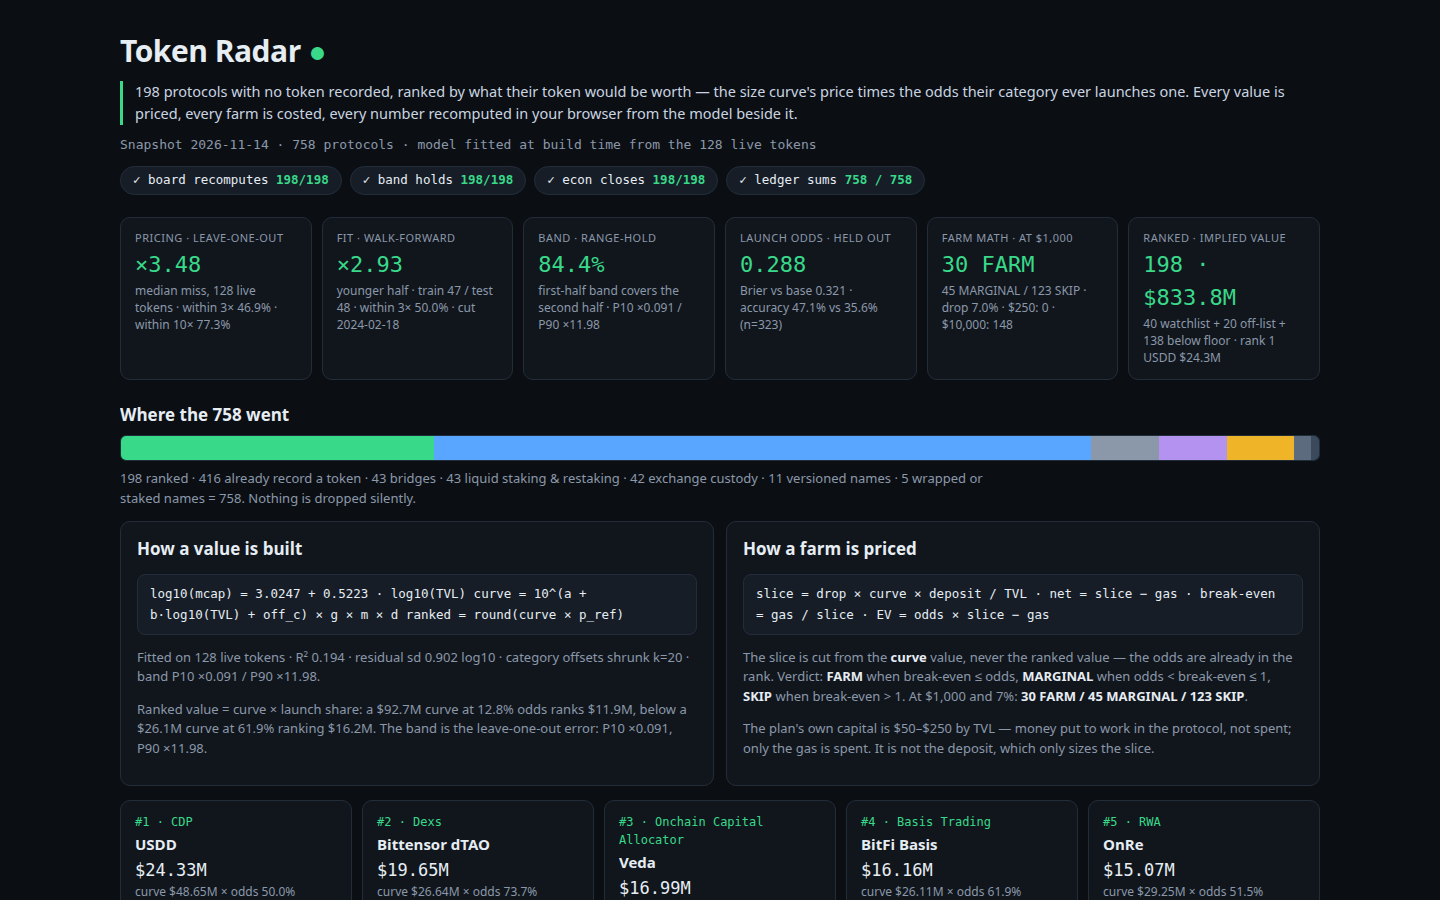 Token Radar
198 protocols with no token recorded, ranked by what their token would be worth — the size curve's price times the odds their category ever launches one. Every value is
priced, every farm is costed, every number recomputed in your browser from the model beside it.
Snapshot 2026-11-14 · 758 protocols · model fitted at build time from the 128 live tokens
✓ board recomputes 198/198
✓ band holds 198/198
✓ econ closes 198/198
✓ ledger sums 758 / 758
PRICING · LEAVE-ONE-OUT
×3.48
median miss, 128 live
tokens · within 3× 46.9% ·
within 10× 77.3%
FIT · WALK-FORWARD
×2.93
younger half · train 47 / test
48 · within 3× 50.0% · cut
2024-02-18
BAND · RANGE-HOLD
84.4%
first-half band covers the
second half · P10 ×0.091 /
P90 ×11.98
LAUNCH ODDS · HELD OUT
0.288
Brier vs base 0.321 ·
accuracy 47.1% vs 35.6%
(n=323)
FARM MATH · AT $1,000
30 FARM
45 MARGINAL / 123 SKIP ·
drop 7.0% · $250: 0 ·
$10,000: 148
RANKED · IMPLIED VALUE
198 ·
$833.8M
40 watchlist + 20 off-list +
138 below floor · rank 1
USDD $24.3M
Where the 758 went
198 ranked · 416 already record a token · 43 bridges · 43 liquid staking & restaking · 42 exchange custody · 11 versioned names · 5 wrapped or
staked names = 758. Nothing is dropped silently.
How a value is built
log10(mcap) = 3.0247 + 0.5223 · log10(TVL) curve = 10^(a +
b·log10(TVL) + off_c) × g × m × d ranked = round(curve × p_ref)
Fitted on 128 live tokens · R² 0.194 · residual sd 0.902 log10 · category offsets shrunk k=20 ·
band P10 ×0.091 / P90 ×11.98.
Ranked value = curve × launch share: a $92.7M curve at 12.8% odds ranks $11.9M, below a
$26.1M curve at 61.9% ranking $16.2M. The band is the leave-one-out error: P10 ×0.091,
P90 ×11.98.
How a farm is priced
slice = drop × curve × deposit / TVL · net = slice − gas · break-even
= gas / slice · EV = odds × slice − gas
The slice is cut from the curve value, never the ranked value — the odds are already in the
rank. Verdict: FARM when break-even ≤ odds, MARGINAL when odds < break-even ≤ 1,
SKIP when break-even > 1. At $1,000 and 7%: 30 FARM / 45 MARGINAL / 123 SKIP.
The plan's own capital is $50–$250 by TVL — money put to work in the protocol, not spent;
only the gas is spent. It is not the deposit, which only sizes the slice.
#1 · CDP
USDD
$24.33M
curve $48.65M × odds 50.0%
#2 · Dexs
Bittensor dTAO
$19.65M
curve $26.64M × odds 73.7%
#3 · Onchain Capital
Allocator
Veda
$16.99M
#4 · Basis Trading
BitFi Basis
$16.16M
curve $26.11M × odds 61.9%
#5 · RWA
OnRe
$15.07M
curve $29.25M × odds 51.5%